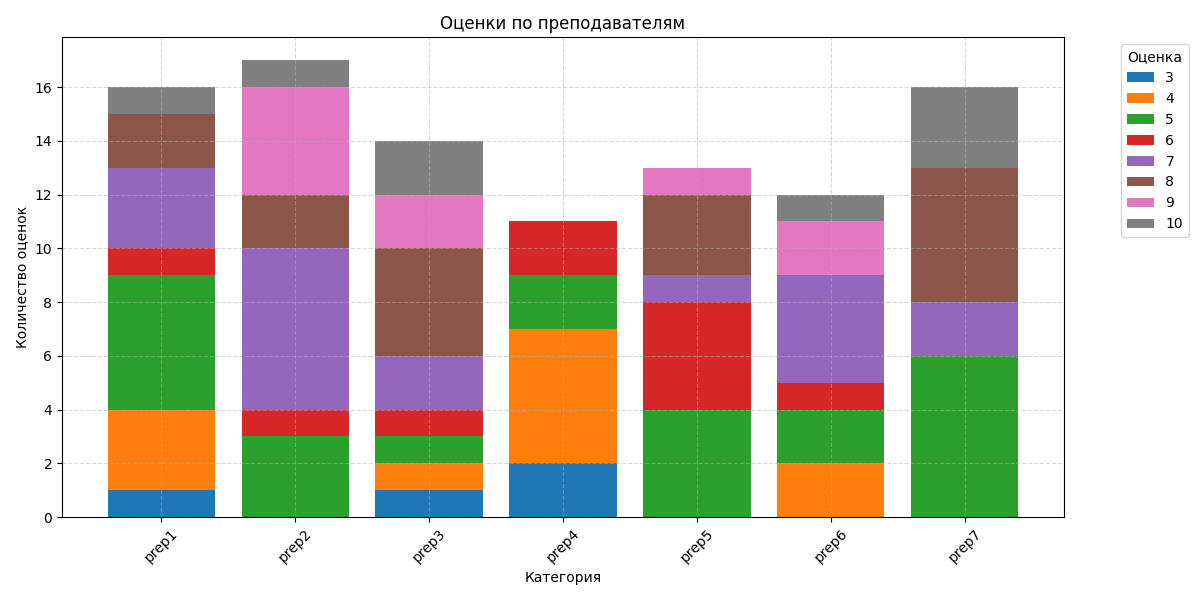 Оценки по преподавателям
Количество оценок
16
14
12
10
8
6
4
2
0
prep1
prep2
prep3
prep4
prep5
prep6
prep7
Категория
Оценка
3
4
5
6
7
8
9
10